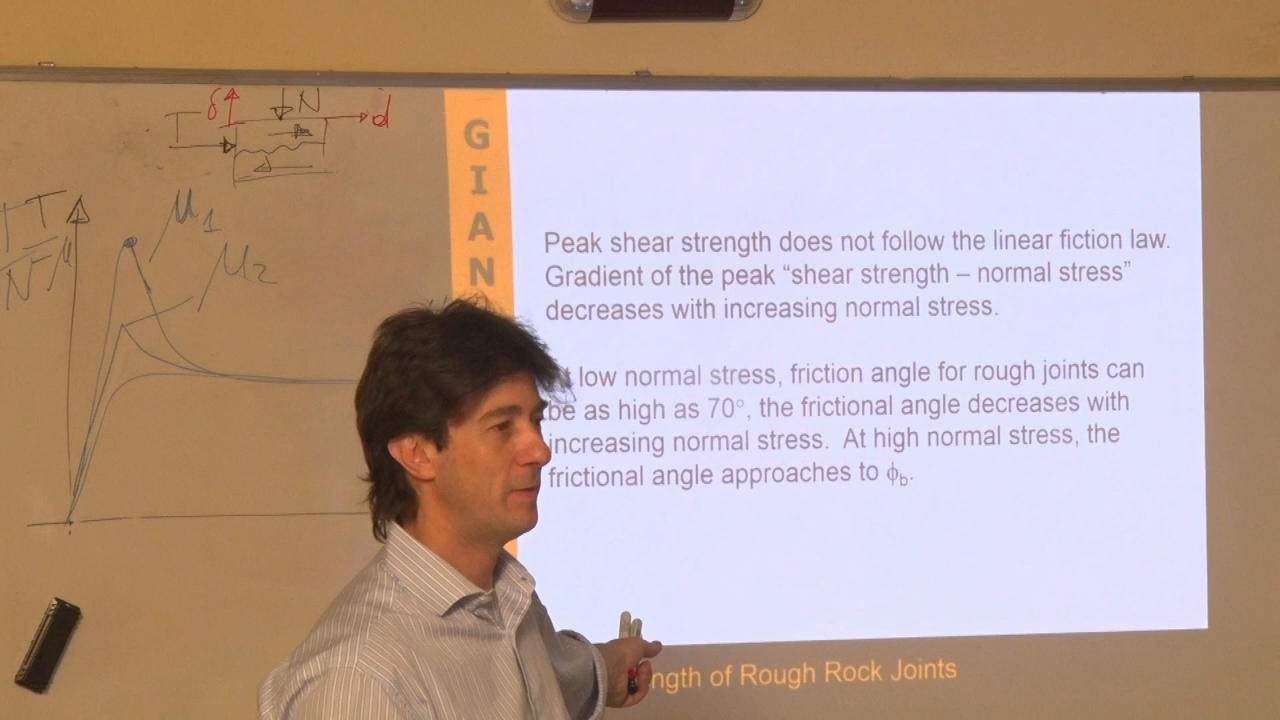 δ N d
T
T T
N = μ
μ1
μ2
G
I
A
N
Peak shear strength does not follow the linear fiction law.
Gradient of the peak “shear strength – normal stress”
decreases with increasing normal stress.
low normal stress, friction angle for rough joints can
be as high as 70°, the frictional angle decreases with
increasing normal stress. At high normal stress, the
frictional angle approaches to ϕb.
of Rough Rock Joints